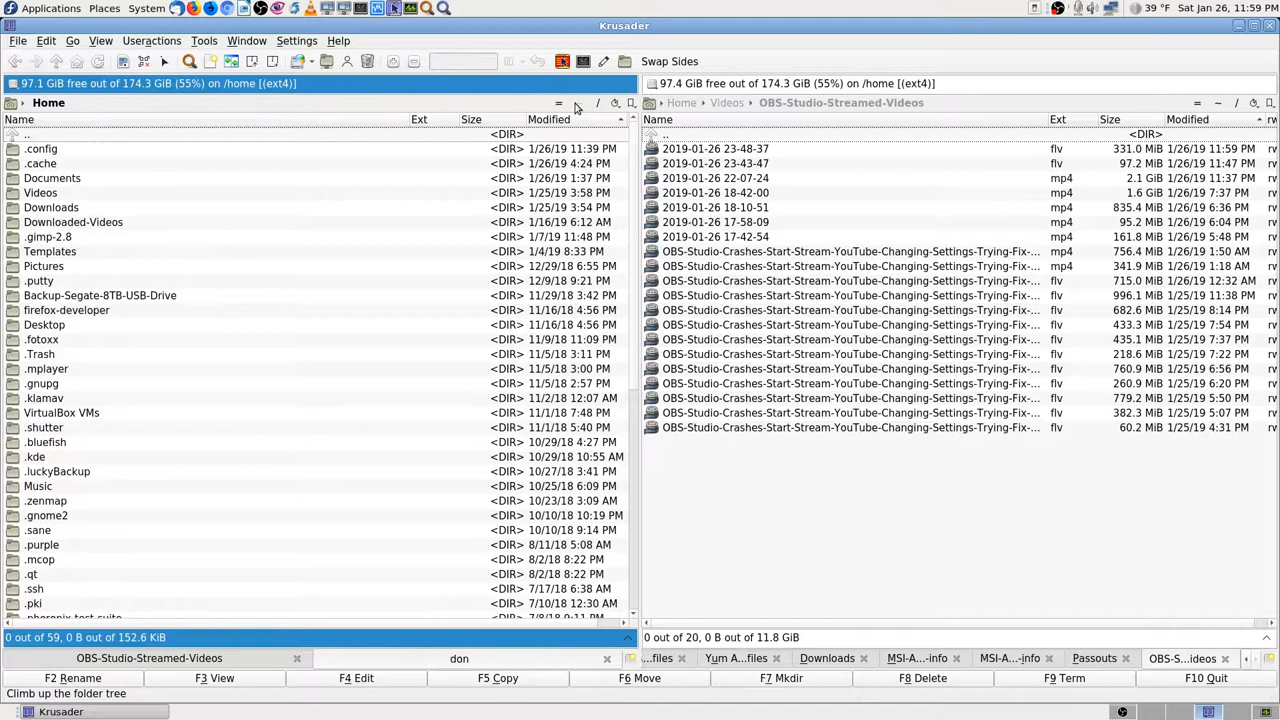 Applications Places System 39 °F Sat Jan 26, 11:59 PM
Krusader
File Edit Go View Useractions Tools Window Settings Help
Swap Sides
97.1 GiB free out of 174.3 GiB (55%) on /home [(ext4)] 97.4 GiB free out of 174.3 GiB (55%) on /home [(ext4)]
Home = / Home Videos OBS-Studio-Streamed-Videos = ~ /
Name Ext Size Modified Name Ext Size Modified rw
.. <DIR> .. <DIR>
.config <DIR> 1/26/19 11:39 PM 2019-01-26 23-48-37 flv 331.0 MiB 1/26/19 11:59 PM rw
.cache <DIR> 1/26/19 4:24 PM 2019-01-26 23-43-47 flv 97.2 MiB 1/26/19 11:47 PM rw
Documents <DIR> 1/26/19 1:37 PM 2019-01-26 22-07-24 mp4 2.1 GiB 1/26/19 11:37 PM rw
Videos <DIR> 1/25/19 3:58 PM 2019-01-26 18-42-00 mp4 1.6 GiB 1/26/19 7:37 PM rw
Downloads <DIR> 1/25/19 3:54 PM 2019-01-26 18-10-51 mp4 835.4 MiB 1/26/19 6:36 PM rw
Downloaded-Videos <DIR> 1/16/19 6:12 AM 2019-01-26 17-58-09 mp4 95.2 MiB 1/26/19 6:04 PM rw
.gimp-2.8 <DIR> 1/7/19 11:48 PM 2019-01-26 17-42-54 mp4 161.8 MiB 1/26/19 5:48 PM rw
Templates <DIR> 1/4/19 8:33 PM OBS-Studio-Crashes-Start-Stream-YouTube-Changing-Settings-Trying-Fix-... mp4 756.4 MiB 1/26/19 1:50 AM rw
Pictures <DIR> 12/29/18 6:55 PM OBS-Studio-Crashes-Start-Stream-YouTube-Changing-Settings-Trying-Fix-... mp4 341.9 MiB 1/26/19 1:18 AM rw
.putty <DIR> 12/9/18 9:21 PM OBS-Studio-Crashes-Start-Stream-YouTube-Changing-Settings-Trying-Fix-... flv 715.0 MiB 1/26/19 12:32 AM rw
Backup-Segate-8TB-USB-Drive <DIR> 11/29/18 3:42 PM OBS-Studio-Crashes-Start-Stream-YouTube-Changing-Settings-Trying-Fix-... flv 996.1 MiB 1/25/19 11:38 PM rw
firefox-developer <DIR> 11/16/18 4:56 PM OBS-Studio-Crashes-Start-Stream-YouTube-Changing-Settings-Trying-Fix-... flv 682.6 MiB 1/25/19 8:14 PM rw
Desktop <DIR> 11/16/18 4:56 PM OBS-Studio-Crashes-Start-Stream-YouTube-Changing-Settings-Trying-Fix-... flv 433.3 MiB 1/25/19 7:54 PM rw
.fotoxx <DIR> 11/9/18 11:09 PM OBS-Studio-Crashes-Start-Stream-YouTube-Changing-Settings-Trying-Fix-... flv 435.1 MiB 1/25/19 7:37 PM rw
.Trash <DIR> 11/5/18 3:11 PM OBS-Studio-Crashes-Start-Stream-YouTube-Changing-Settings-Trying-Fix-... flv 218.6 MiB 1/25/19 7:22 PM rw
.mplayer <DIR> 11/5/18 3:00 PM OBS-Studio-Crashes-Start-Stream-YouTube-Changing-Settings-Trying-Fix-... flv 760.9 MiB 1/25/19 6:56 PM rw
.gnupg <DIR> 11/5/18 2:57 PM OBS-Studio-Crashes-Start-Stream-YouTube-Changing-Settings-Trying-Fix-... flv 260.9 MiB 1/25/19 6:20 PM rw
.klamav <DIR> 11/2/18 12:07 AM OBS-Studio-Crashes-Start-Stream-YouTube-Changing-Settings-Trying-Fix-... flv 779.2 MiB 1/25/19 5:50 PM rw
VirtualBox VMs <DIR> 11/1/18 7:48 PM OBS-Studio-Crashes-Start-Stream-YouTube-Changing-Settings-Trying-Fix-... flv 382.3 MiB 1/25/19 5:07 PM rw
.shutter <DIR> 11/1/18 5:40 PM OBS-Studio-Crashes-Start-Stream-YouTube-Changing-Settings-Trying-Fix-... flv 60.2 MiB 1/25/19 4:31 PM rw
.bluefish <DIR> 10/29/18 4:27 PM
.kde <DIR> 10/29/18 10:55 AM
.luckyBackup <DIR> 10/27/18 3:41 PM
Music <DIR> 10/25/18 6:09 PM
.zenmap <DIR> 10/23/18 3:09 AM
.gnome2 <DIR> 10/10/18 10:19 PM
.sane <DIR> 10/10/18 9:14 PM
.purple <DIR> 8/11/18 5:08 AM
.mcop <DIR> 8/2/18 8:22 PM
.qt <DIR> 8/2/18 8:22 PM
.ssh <DIR> 7/17/18 6:38 AM
.pki <DIR> 7/10/18 12:30 AM
.phoronix-test-suite <DIR> 7/8/18 9:11 PM
0 out of 59, 0 B out of 152.6 KiB 0 out of 20, 0 B out of 11.8 GiB
OBS-Studio-Streamed-Videos don ...files Yum A...files Downloads MSI-A...-info MSI-A...-info Passouts OBS-S...ideos
F2 Rename F3 View F4 Edit F5 Copy F6 Move F7 Mkdir F8 Delete F9 Term F10 Quit
Climb up the folder tree
Krusader